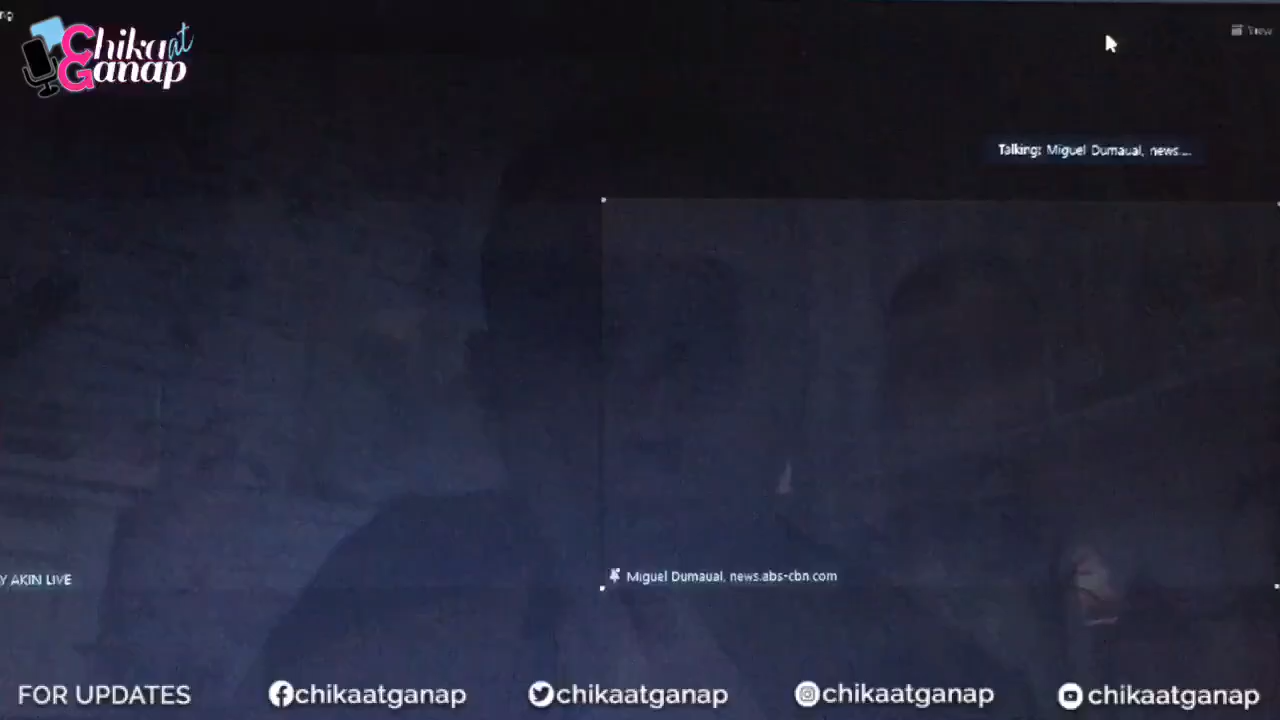 Chika at
Ganap
View
Talking: Miguel Dumaual, news....
Y AKIN LIVE
Miguel Dumaual, news.abs-cbn.com
FOR UPDATES
chikaatganap
chikaatganap
chikaatganap
chikaatganap